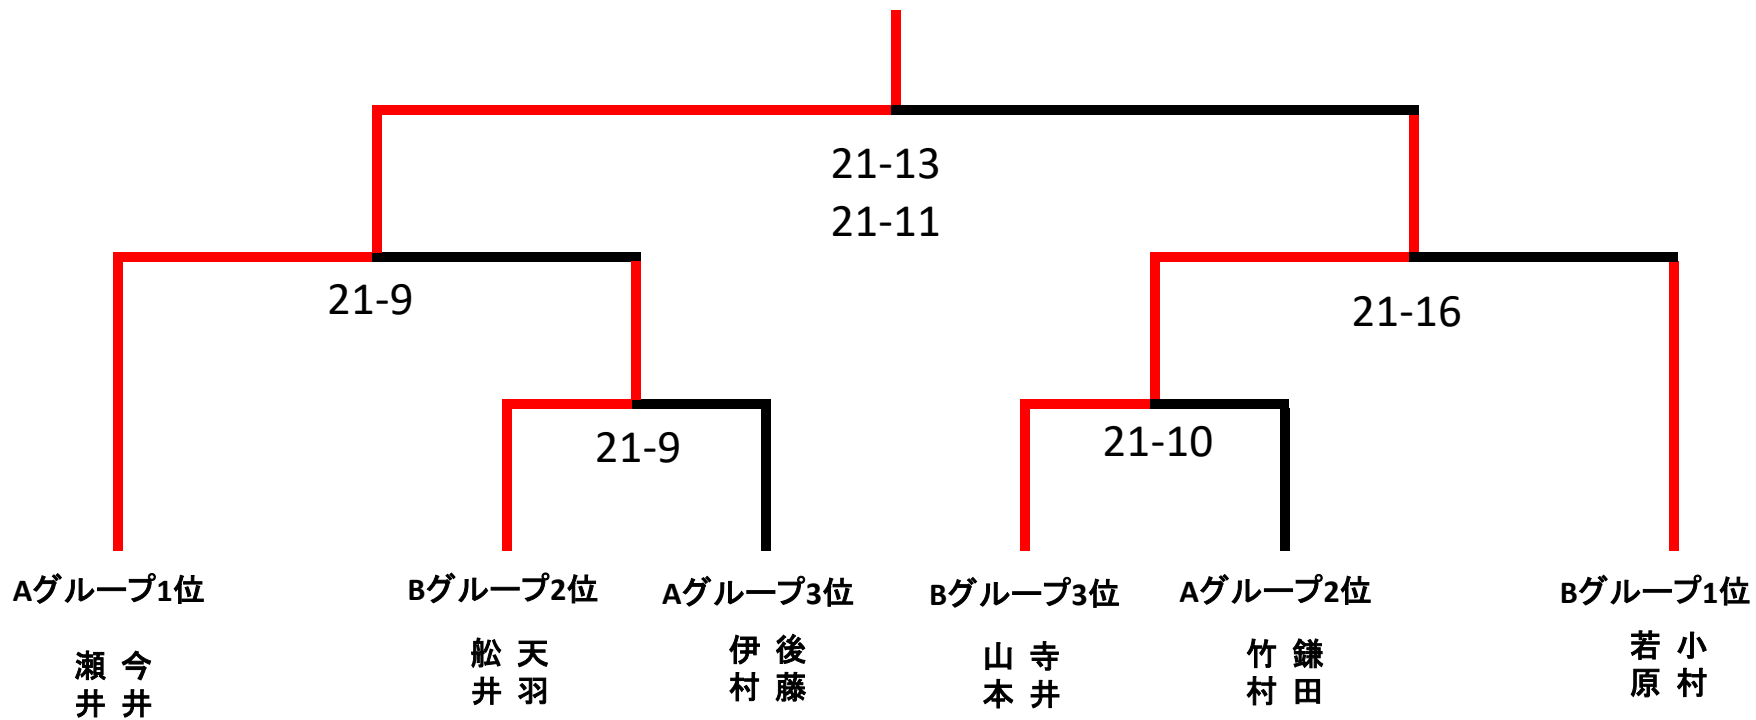 21-13
21-11
21-9
21-16
21-9
21-10
Aグループ1位
Bグループ2位
Aグループ3位
Bグループ3位
Aグループ2位
Bグループ1位
今井
瀬井
天羽
舩井
後藤
伊村
寺井
山本
鎌田
竹村
小村
若原